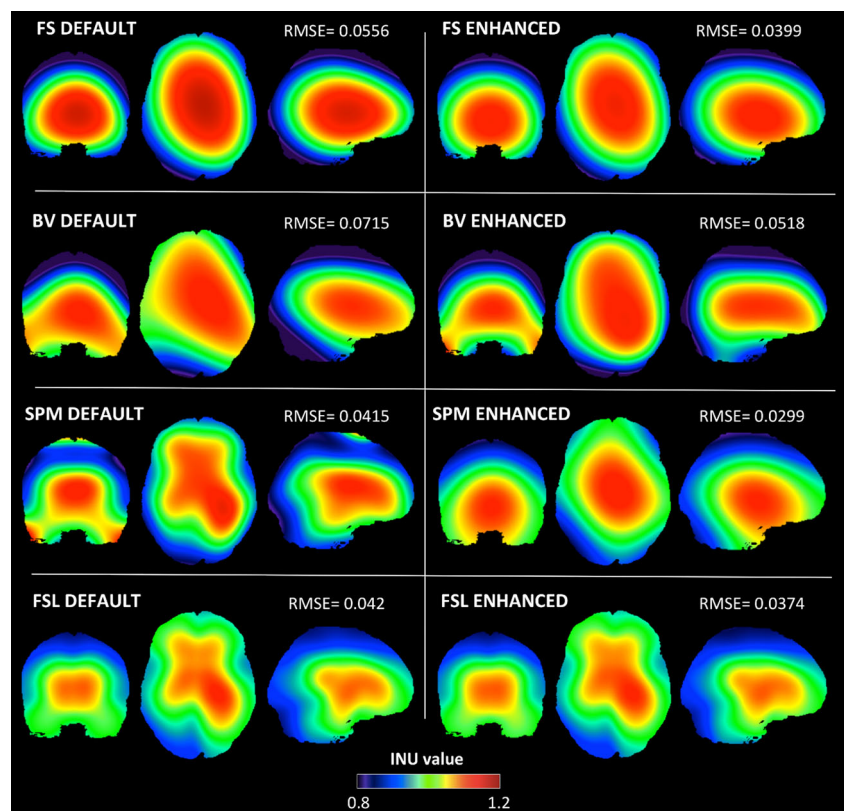 FS DEFAULT RMSE= 0.0556 FS ENHANCED RMSE= 0.0399
BV DEFAULT RMSE= 0.0715 BV ENHANCED RMSE= 0.0518
SPM DEFAULT RMSE= 0.0415 SPM ENHANCED RMSE= 0.0299
FSL DEFAULT RMSE= 0.042 FSL ENHANCED RMSE= 0.0374
INU value
0.8 1.2